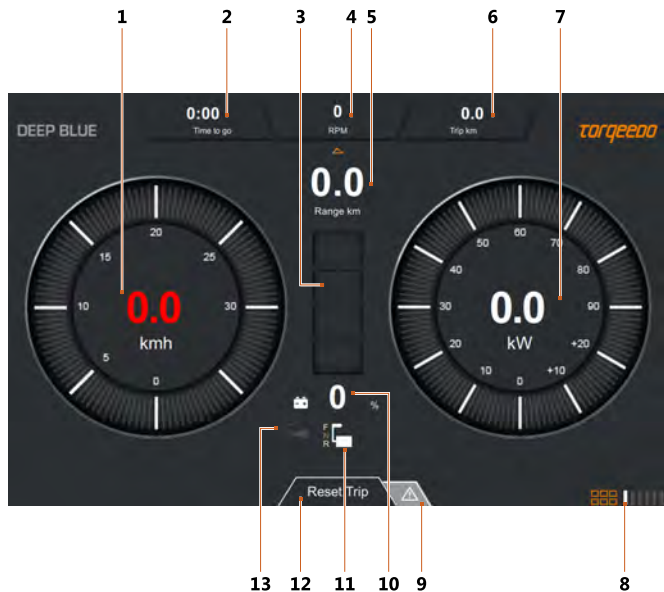 1 2 3 4 5 6 7
0:00 0 0.0
Time to go RPM Trip km
DEEP BLUE torqeedo
0.0
Range km
20 60
15 25 50 70
40 80
10 0.0 30 30 0.0 90
kmh kW
5 20 +20
0 10 0 +10
0 %
F
N
R
Reset Trip
13 12 11 10 9 8